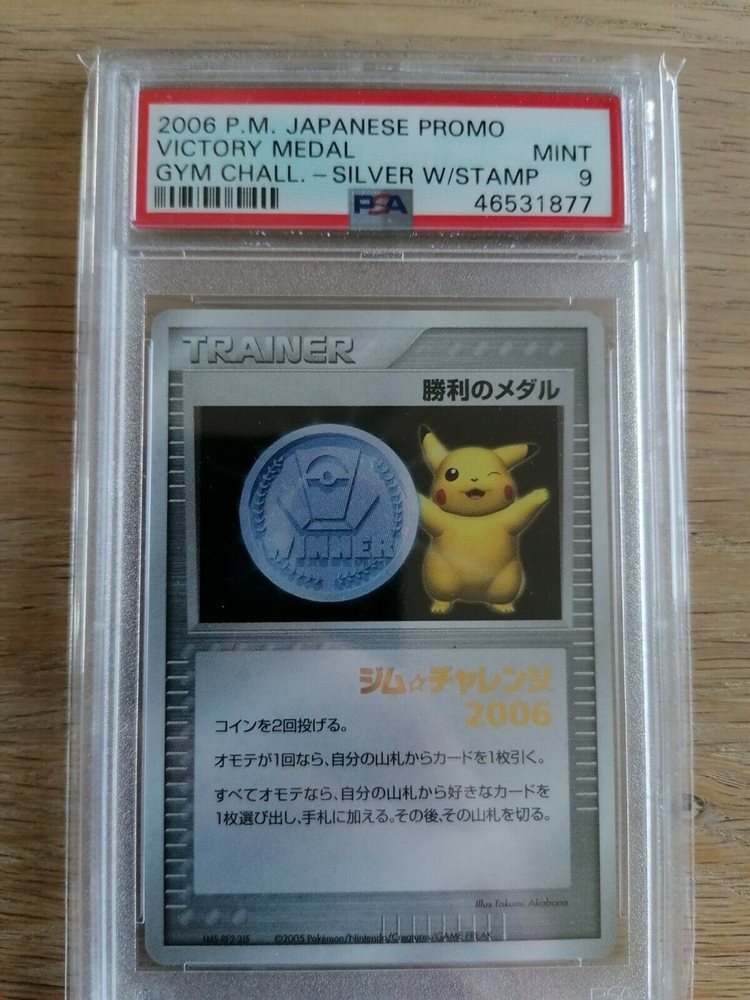 2006 P.M. JAPANESE PROMO
VICTORY MEDAL MINT
GYM CHALL. - SILVER W/STAMP 9
PSA 46531877
TRAINER
勝利のメダル
WINNER
ジム☆チャレンジ
2006
コインを2回投げる。
オモテが1回なら、自分の山札からカードを1枚引く。
すべてオモテなら、自分の山札から好きなカードを
1枚選び出し、手札に加える。その後、その山札を切る。
Illus. Takumi Akabane
©2005 Pokémon/Nintendo/Creatures/GAME FREAK.
PSA